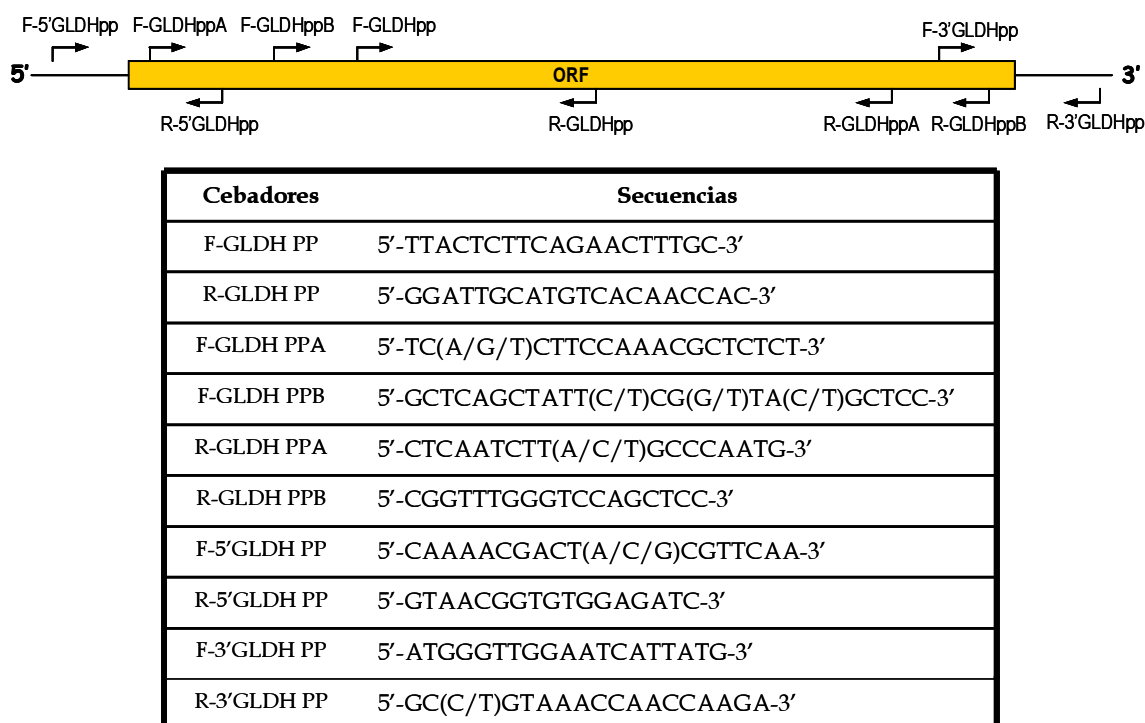 F-5'GLDHpp F-GLDHppA F-GLDHppB F-GLDHpp F-3'GLDHpp
5' ORF 3'
R-5'GLDHpp R-GLDHpp R-GLDHppA R-GLDHppB R-3'GLDHpp
Cebadores Secuencias
F-GLDH PP 5'-TTACTCTTCAGAACTTTGC-3'
R-GLDH PP 5'-GGATTGCATGTCACAACCAC-3'
F-GLDH PPA 5'-TC(A/G/T)CTTCCAAACGCTCTCT-3'
F-GLDH PPB 5'-GCTCAGCTATT(C/T)CG(G/T)TA(C/T)GCTCC-3'
R-GLDH PPA 5'-CTCAATCTT(A/C/T)GCCCAATG-3'
R-GLDH PPB 5'-CGGTTTGGGTCCAGCTCC-3'
F-5'GLDH PP 5'-CAAAACGACT(A/C/G)CGTTCAA-3'
R-5'GLDH PP 5'-GTAACGGTGTGGAGATC-3'
F-3'GLDH PP 5'-ATGGGTTGGAATCATTATG-3'
R-3'GLDH PP 5'-GC(C/T)GTAAACCAACCAAGA-3'